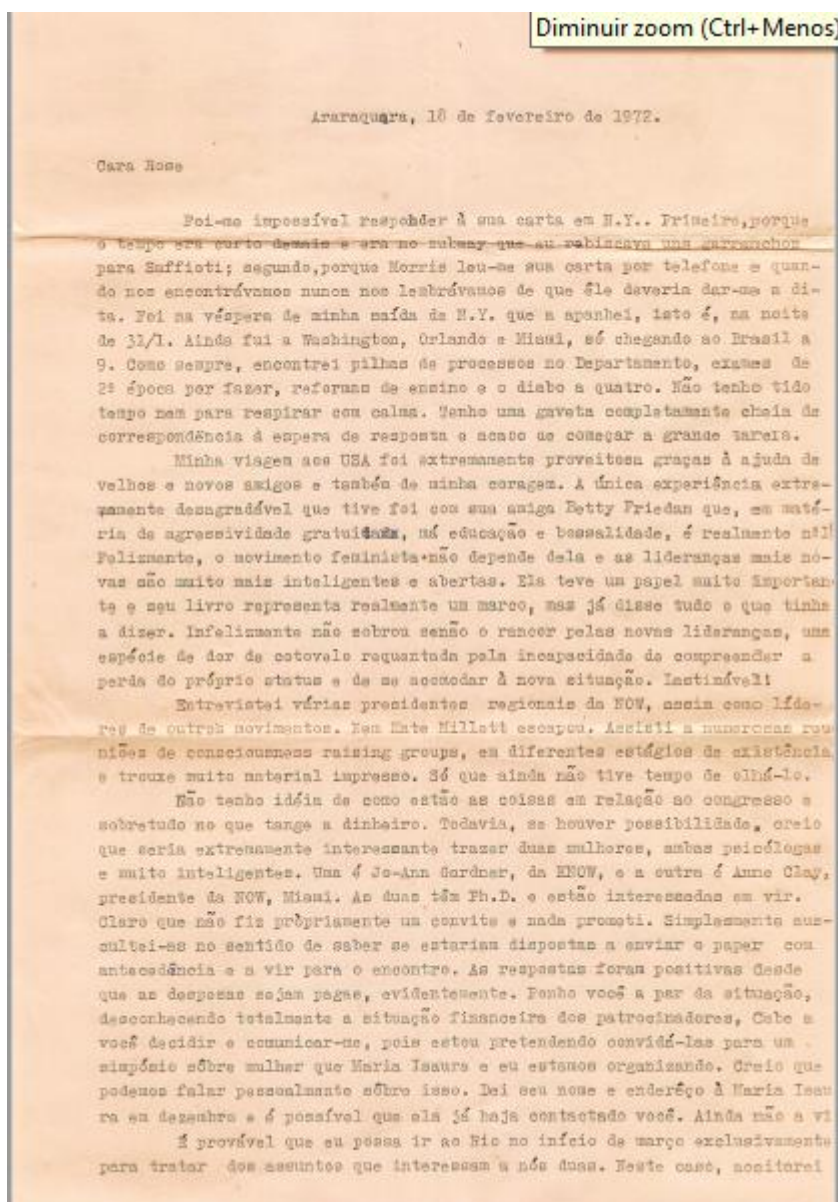 Diminuir zoom (Ctrl+Menos)
Araraquara, 18 de fevereiro de 1972.
Cara Rose
Foi-me impossível responder à sua carta em N.Y.. Primeiro,porque
o tempo era curto demais e era no subway que eu rabiscava uns garranchos
para Saffioti; segundo,porque Morris leu-me sua carta por telefone e quan-
do nos encontrávamos nunca nos lembrávamos de que êle deveria dar-me a di-
ta. Foi na véspera de minha saída de N.Y. que a apanhei, isto é, na noite
de 31/1. Ainda fui a Washington, Orlando e Miami, só chegando ao Brasil a
9. Como sempre, encontrei pilhas de processos no Departamento, exames de
2ª época por fazer, reformas de ensino e o diabo a quatro. Não tenho tido
tempo nem para respirar com calma. Tenho uma gaveta completamente cheia de
correspondência à espera de resposta e acabo de começar a grande tarefa.
Minha viagem aos USA foi extremamente proveitosa graças à ajuda de
velhos e novos amigos e também de minha coragem. A única experiência extre-
mamente desagradável que tive foi com sua amiga Betty Friedan que, em maté-
ria de agressividade gratuita, má educação e bossalidade, é realmente nº1
Felizmente, o movimento feminista não depende dela e as lideranças mais no-
vas são muito mais inteligentes e abertas. Ela teve um papel muito importan-
te e seu livro representa realmente um marco, mas já disse tudo o que tinha
a dizer. Infelizmente não sobrou senão o rancor pelas novas lideranças, uma
espécie de dor de cotovelo requentada pela incapacidade de compreender a
perda do próprio status e de se acomodar à nova situação. Lastimável!
Entrevistei várias presidentes regionais da NOW, assim como líde-
res de outros movimentos. Nem Kate Millett escapou. Assisti a numerosas reu
niões de consciousness raising groups, em diferentes estágios de existência
e trouxe muito material impresso. Só que ainda não tive tempo de olhá-lo.
Não tenho idéia de como estão as coisas em relação ao congresso e
sobretudo no que tange a dinheiro. Todavia, se houver possibilidade, creio
que seria extremamente interessante trazer duas mulheres, ambas psicólogas
e muito inteligentes. Uma é Jo-Ann Gardner, da KNOW, e a outra é Anne Clay,
presidente da NOW, Miami. As duas têm Ph.D. e estão interessadas em vir.
Claro que não fiz pròpriamente um convite e nada prometi. Simplesmente aus-
cultei-as no sentido de saber se estariam dispostas a enviar o paper com
antecedência e a vir para o encontro. As respostas foram positivas desde
que as despesas sejam pagas, evidentemente. Ponho você a par da situação,
desconhecendo totalmente a situação financeira dos patrocinadores, Cabe a
você decidir e comunicar-me, pois estou pretendendo convidá-las para um
simpósio sôbre mulher que Maria Isaura e eu estamos organizando. Creio que
podemos falar pessoalmente sôbre isso. Dei seu nome e enderêço à Maria Isau
ra em dezembro e é possível que ela já haja contactado você. Ainda não a vi
É provável que eu possa ir ao Rio no início de março exclusivamente
para tratar dos assuntos que interessam a nós duas. Neste caso, aceitarei